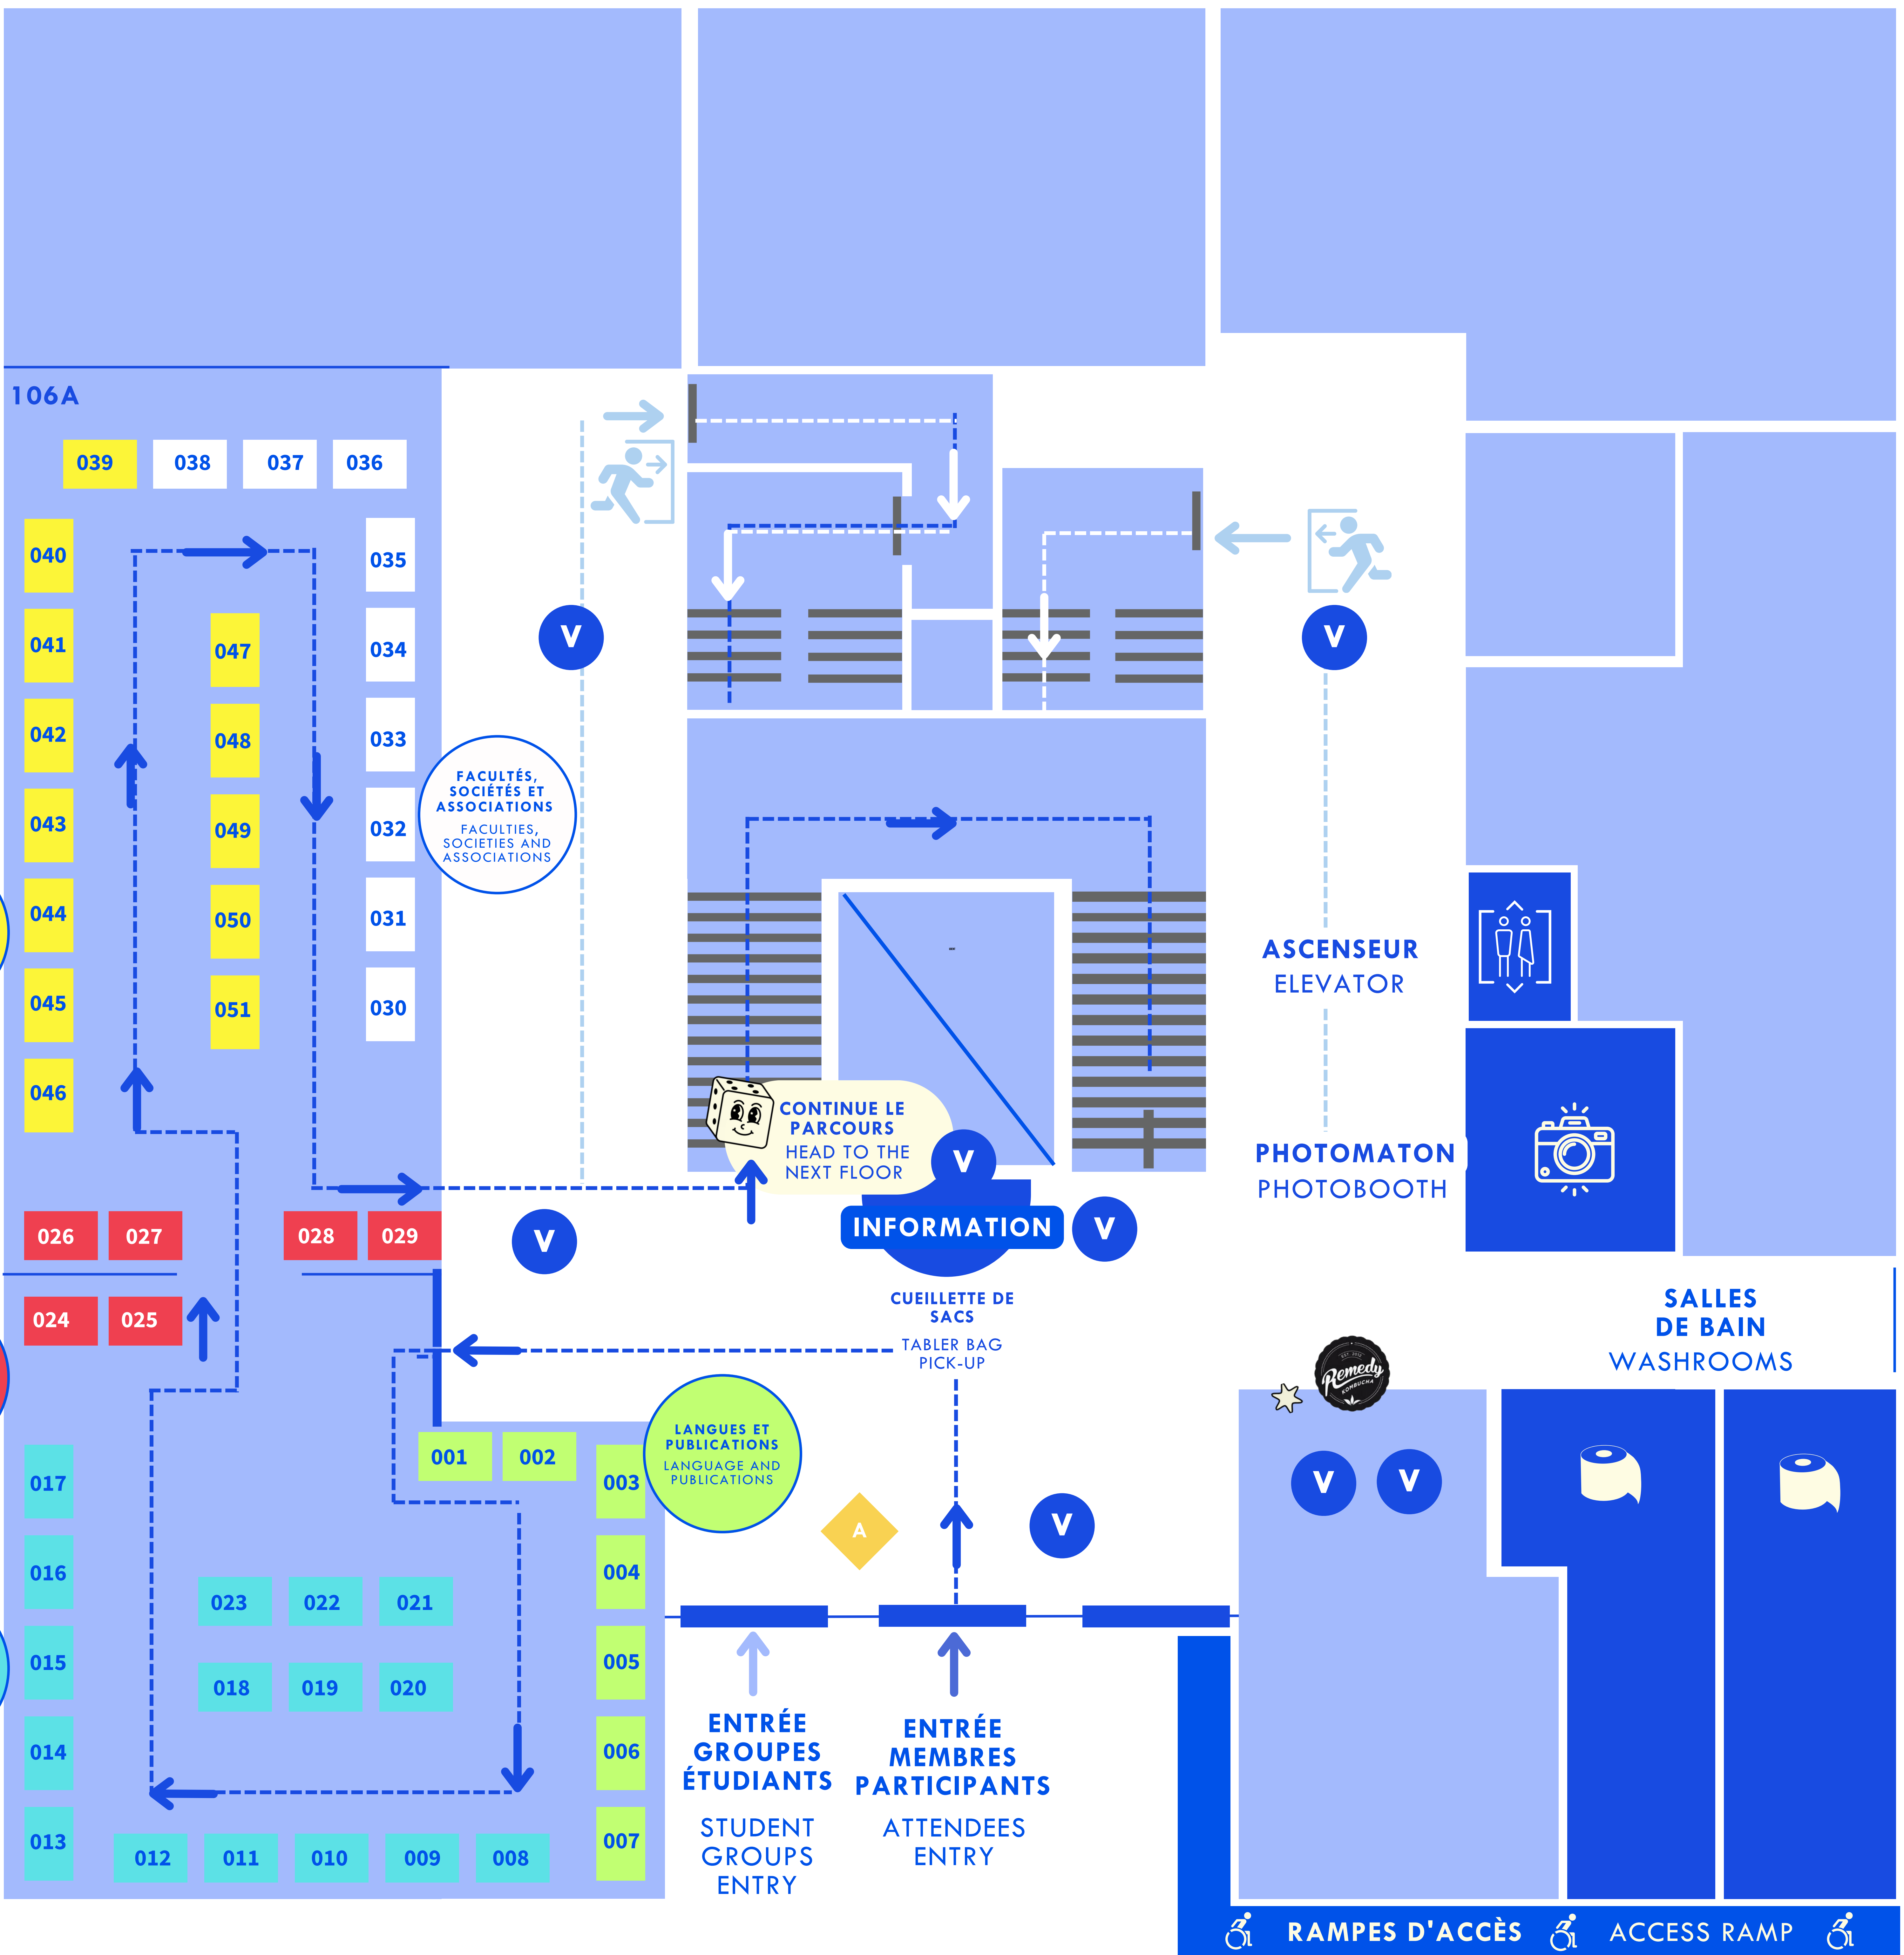 106A
039
038
037
036
040
035
041
047
034
042
048
033
043
049
032
044
050
031
045
051
030
046
FACULTÉS,
SOCIÉTÉS ET
ASSOCIATIONS
FACULTIES,
SOCIETIES AND
ASSOCIATIONS
V
V
ASCENSEUR
ELEVATOR
CONTINUE LE
PARCOURS
HEAD TO THE
NEXT FLOOR
V
PHOTOMATON
PHOTOBOOTH
026
027
028
029
V
INFORMATION
V
024
025
CUEILLETTE DE
SACS
TABLER BAG
PICK-UP
SALLES
DE BAIN
WASHROOMS
EST. 2012
Remedy
KOMBUCHA
LANGUES ET
PUBLICATIONS
LANGUAGE AND
PUBLICATIONS
001
002
003
017
V
V
A
V
016
004
023
022
021
015
005
018
019
020
014
006
013
007
012
011
010
009
008
ENTRÉE
GROUPES
ÉTUDIANTS
STUDENT
GROUPS
ENTRY
ENTRÉE
MEMBRES
PARTICIPANTS
ATTENDEES
ENTRY
RAMPES D'ACCÈS
ACCESS RAMP